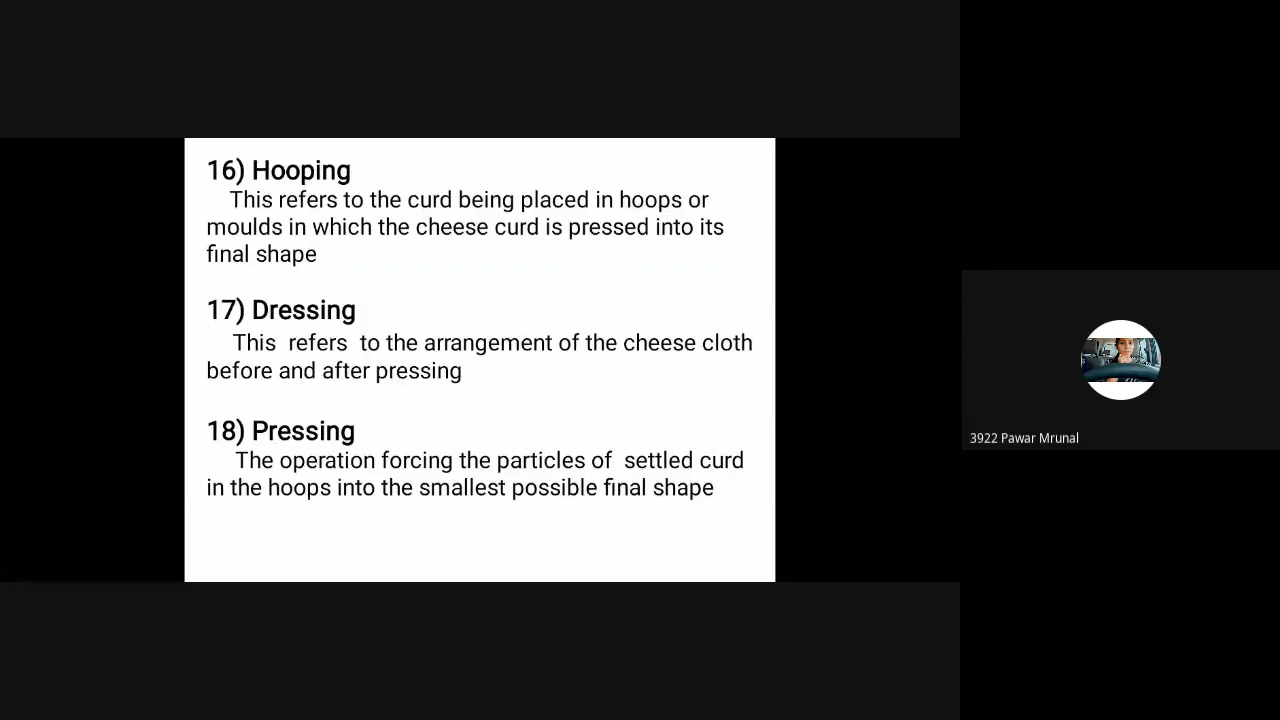 16) Hooping
This refers to the curd being placed in hoops or
moulds in which the cheese curd is pressed into its
final shape
17) Dressing
This refers to the arrangement of the cheese cloth
before and after pressing
18) Pressing
The operation forcing the particles of settled curd
in the hoops into the smallest possible final shape
3922 Pawar Mrunal